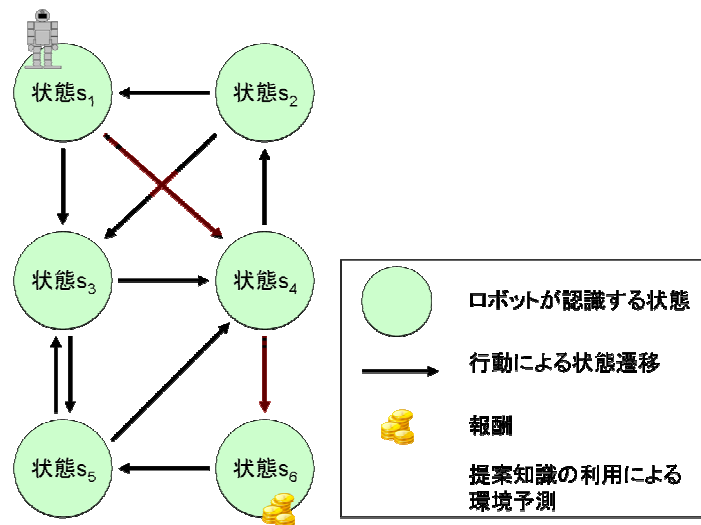 状態s1
状態s2
状態s3
状態s4
状態s5
状態s6
ロボットが認識する状態
行動による状態遷移
報酬
提案知識の利用による
環境予測